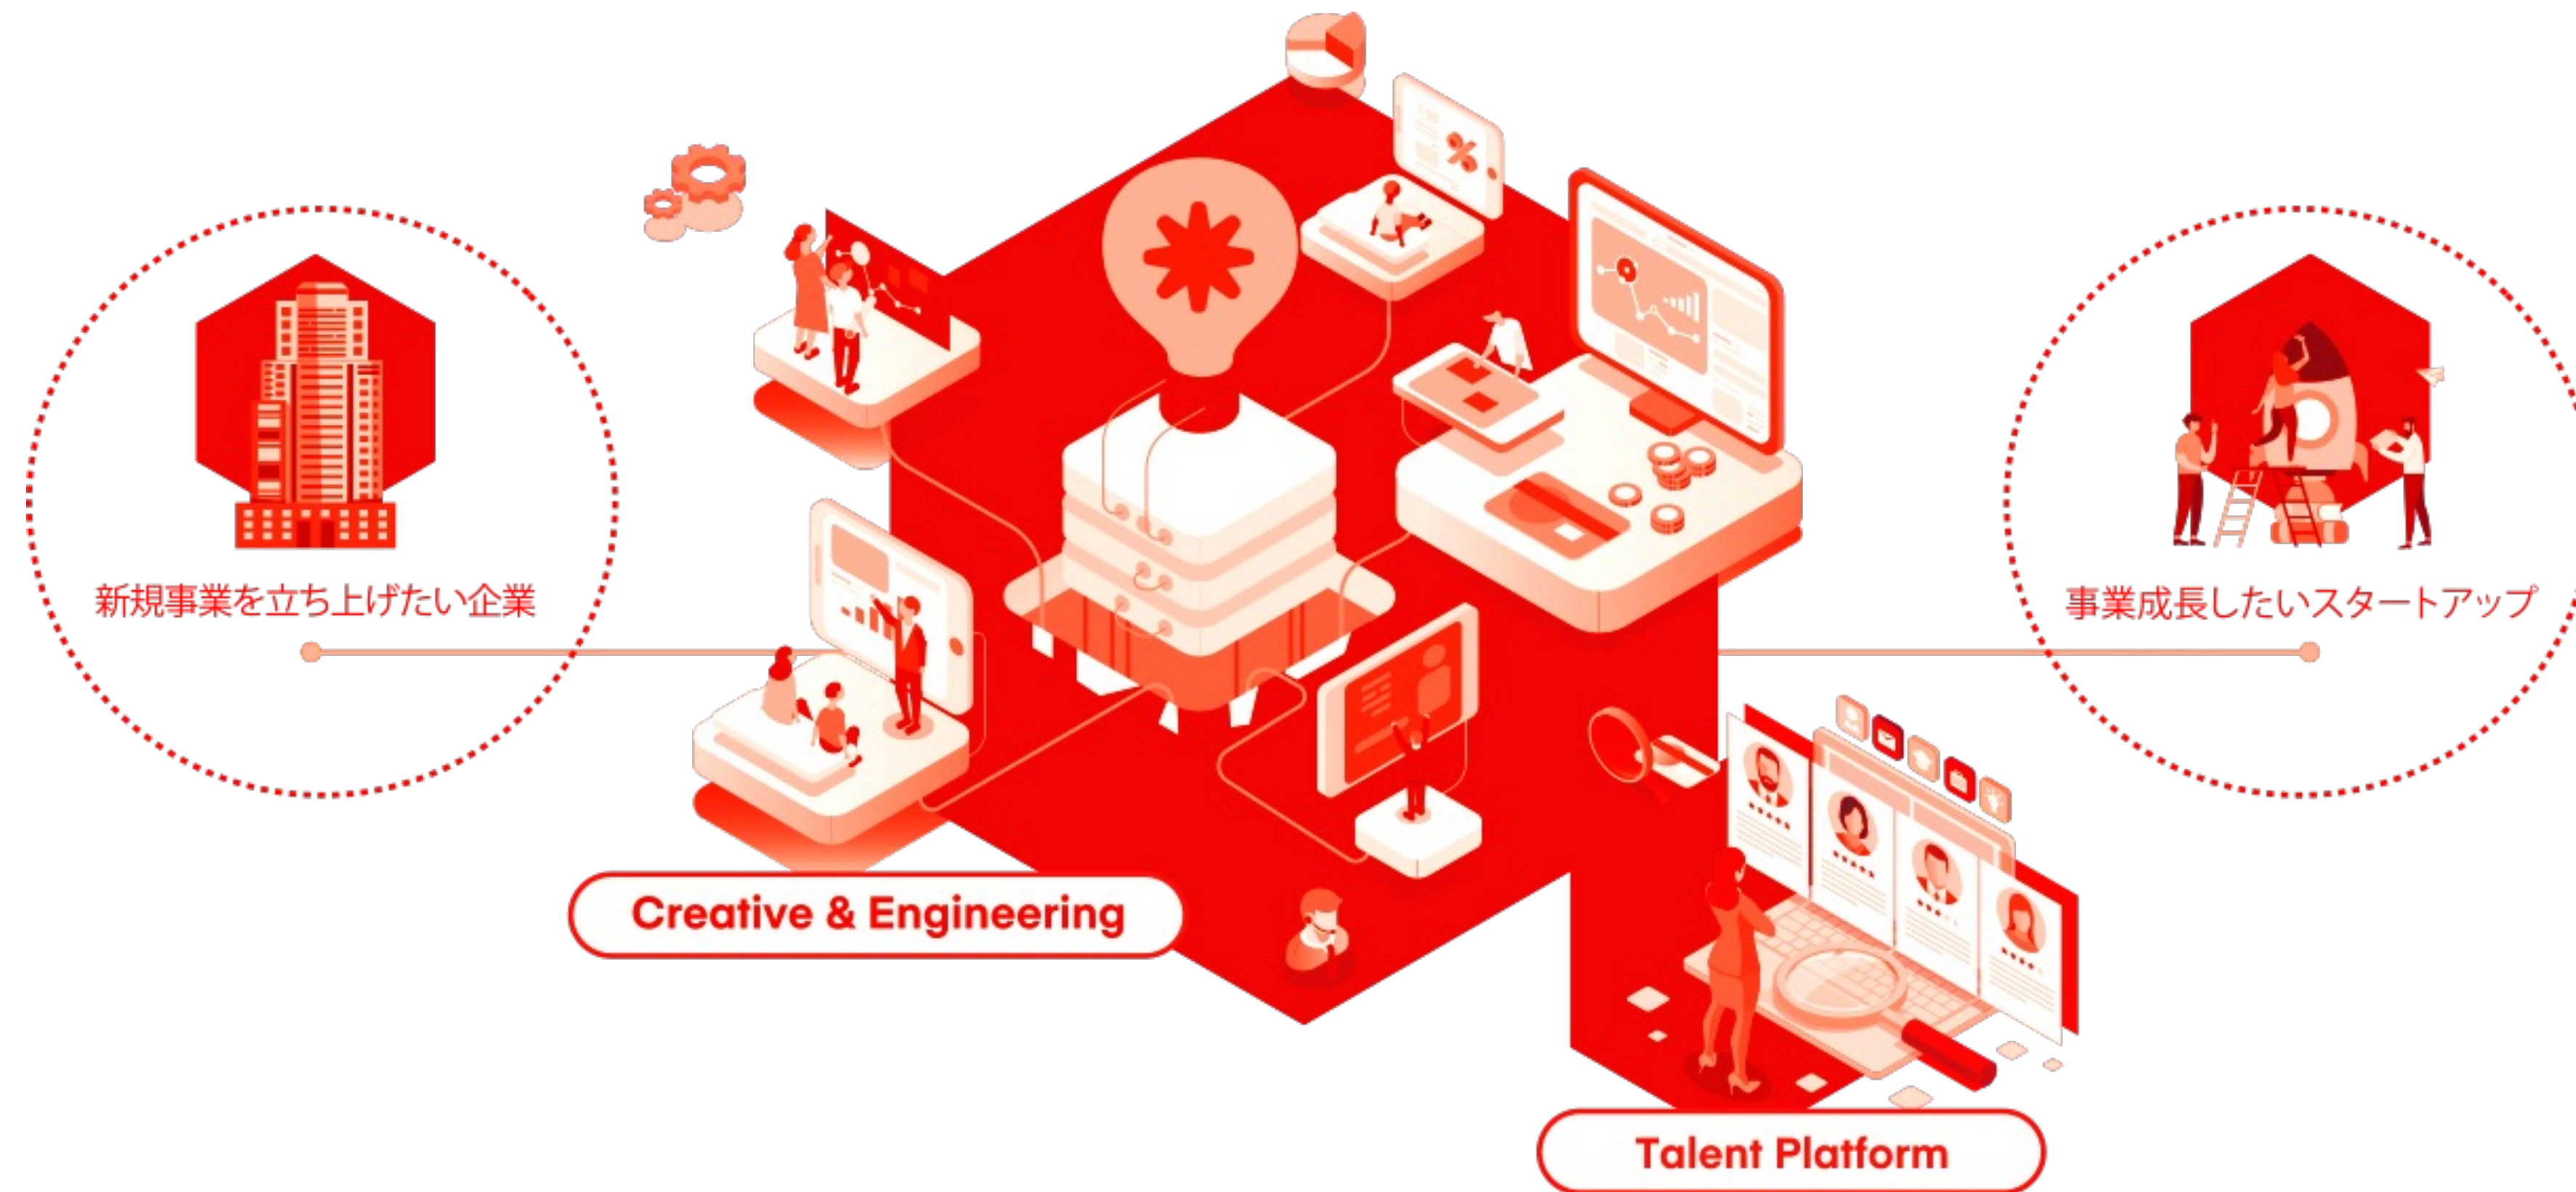 新規事業を立ち上げたい企業
事業成長したいスタートアップ
Creative & Engineering
Talent Platform
%